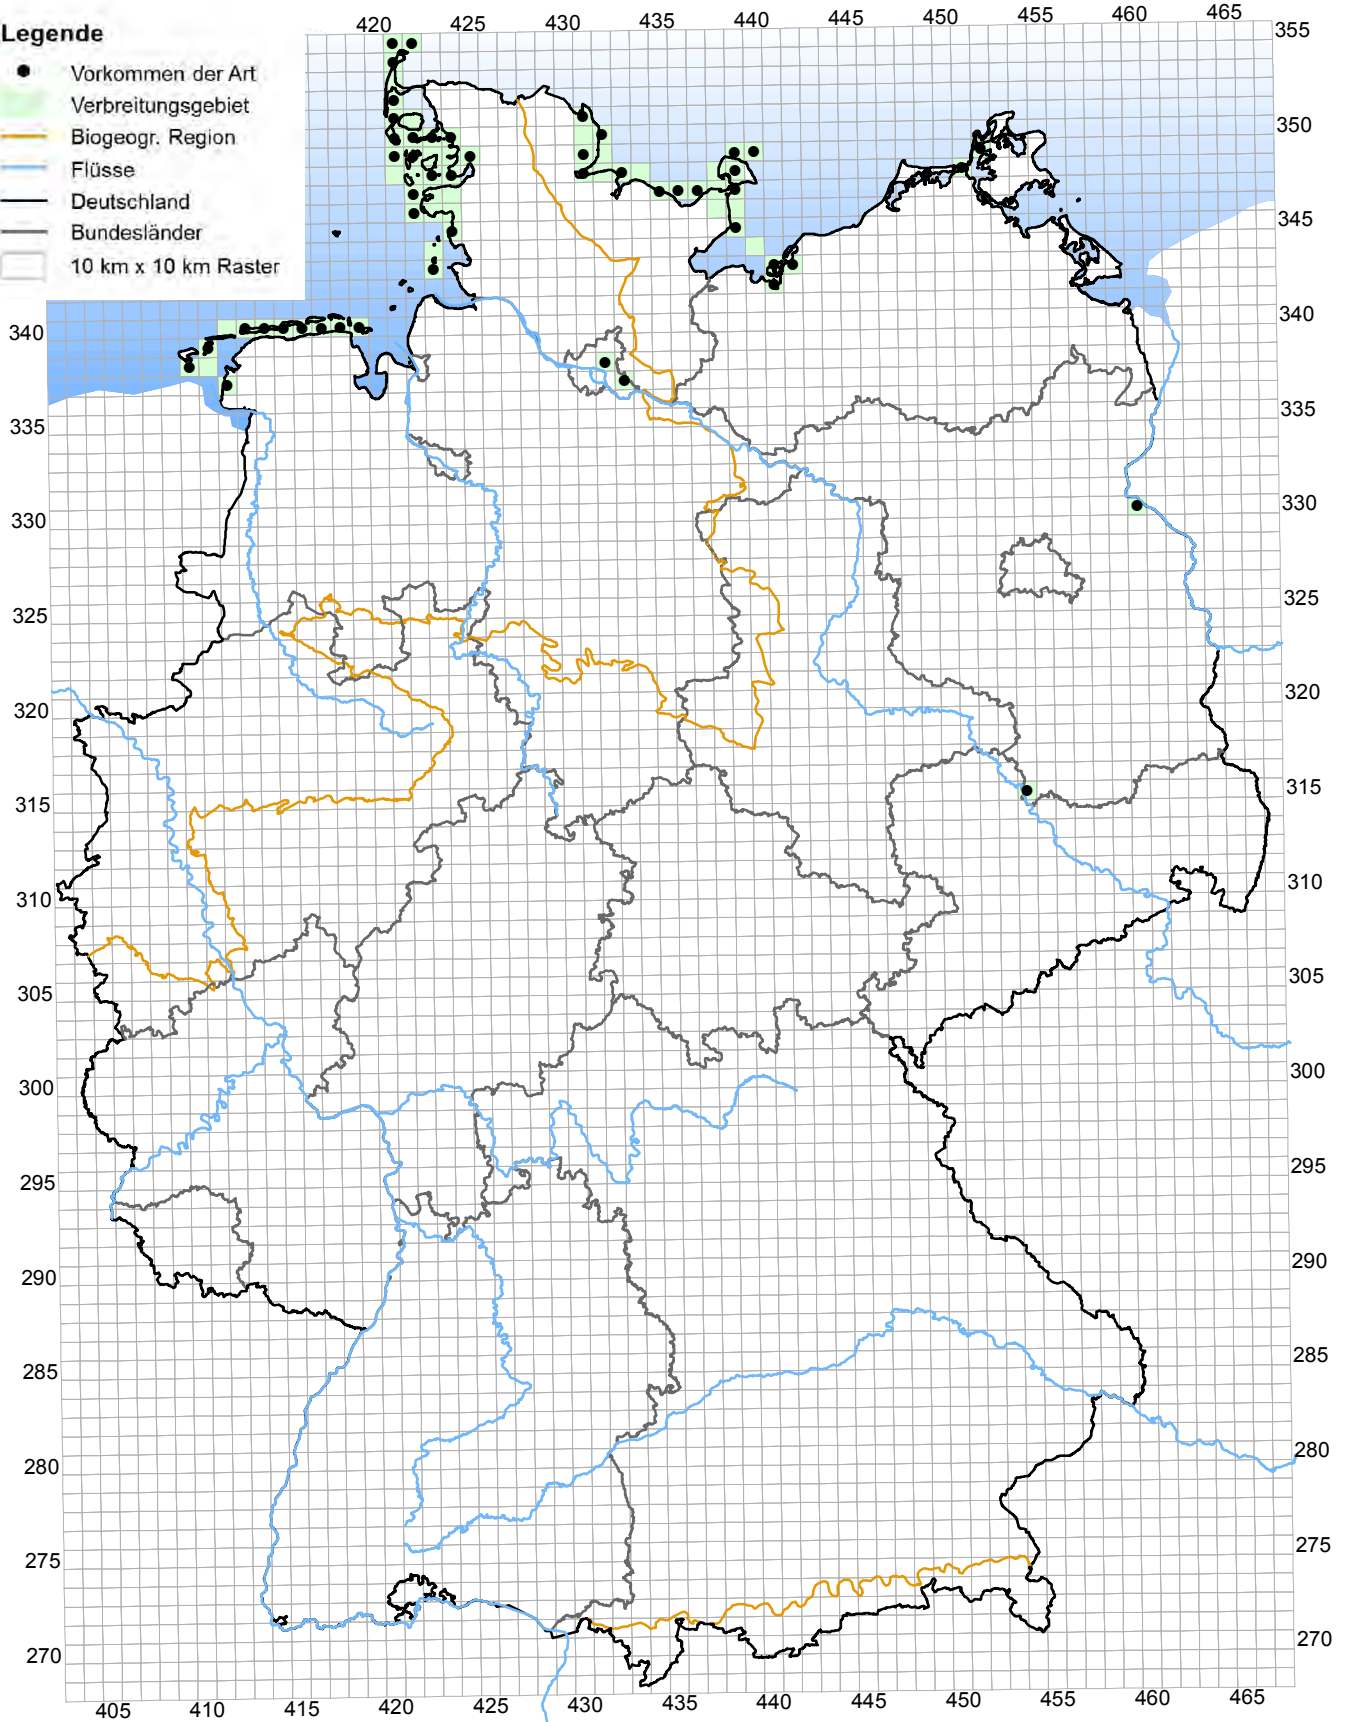 Legende
Vorkommen der Art
Verbreitungsgebiet
Biogeogr. Region
Flüsse
Deutschland
Bundesländer
10 km x 10 km Raster
420 425 430 435 440 445 450 455 460 465
355
350
345
340 340
335 335
330 330
325 325
320 320
315 315
310 310
305 305
300 300
295 295
290 290
285 285
280 280
275 275
270 270
405 410 415 420 425 430 435 440 445 450 455 460 465